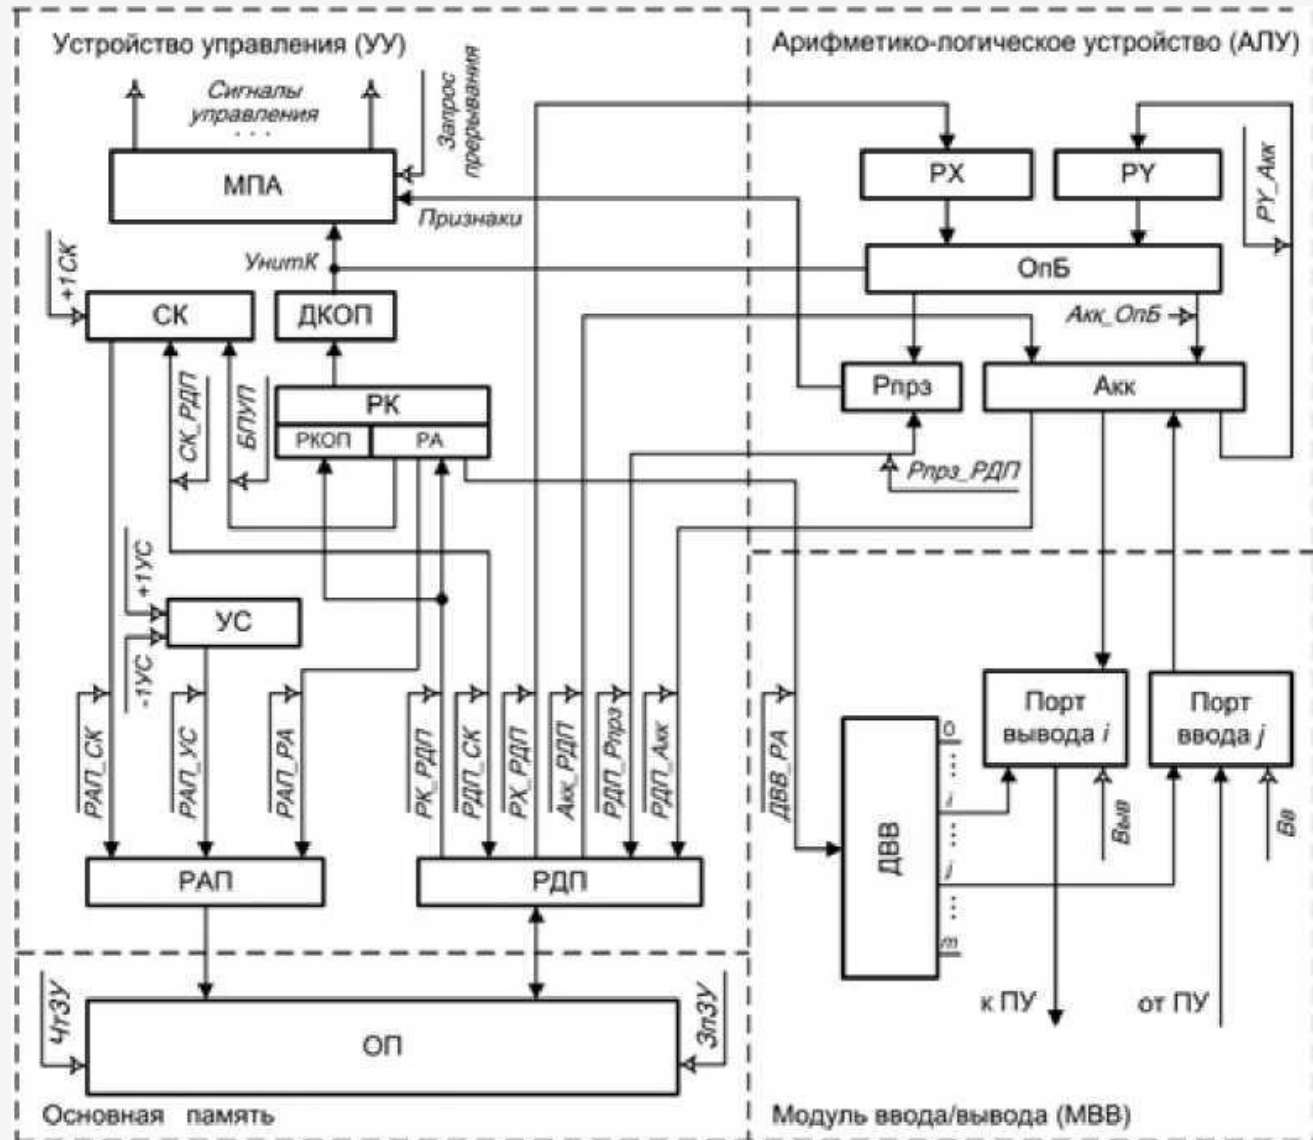 Устройство управления (УУ)
Арифметико-логическое устройство (АЛУ)
Сигналы
управления
. . .
Запрос
прерывания
МПА
Признаки
РХ
РY
РY_Акк
УнитК
ОпБ
+1СК
СК
ДКОП
Акк_ОпБ
РК
РКОП
РА
Рпрз
Акк
СК_РДП
БПУП
Рпрз_РДП
+1УС
УС
-1УС
РАП_СК
РАП_УС
РАП_РА
РК_РДП
РДП_СК
РХ_РДП
Акк_РДП
РДП_Рпрз
РДП_Акк
ДВВ_РА
Порт
вывода i
Порт
ввода j
0
i
j
m
ДВВ
Выв
Вв
РАП
РДП
к ПУ
от ПУ
ЧтЗУ
ОП
ЗпЗУ
Основная память
Модуль ввода/вывода (МВВ)